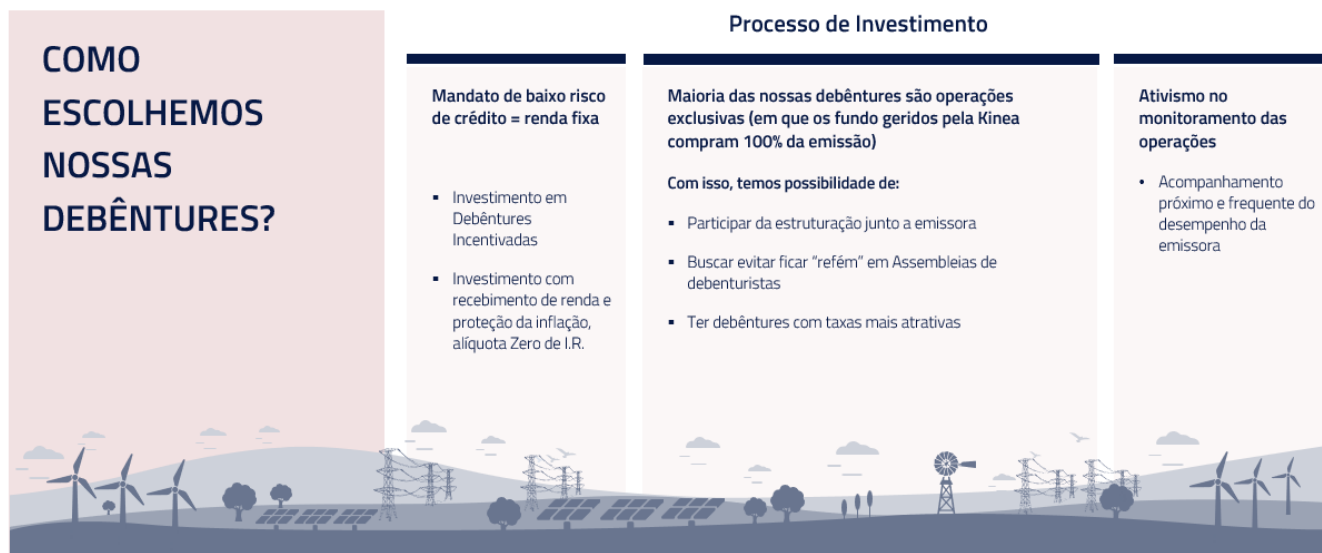 COMO
ESCOLHEMOS
NOSSAS
DEBÊNTURES?
Processo de Investimento
Mandato de baixo risco
de crédito = renda fixa
▪ Investimento em
Debêntures
Incentivadas
▪ Investimento com
recebimento de renda e
proteção da inflação,
alíquota Zero de I.R.
Maioria das nossas debêntures são operações
exclusivas (em que os fundo geridos pela Kinea
compram 100% da emissão)
Com isso, temos possibilidade de:
▪ Participar da estruturação junto a emissora
▪ Buscar evitar ficar “refém” em Assembleias de
debenturistas
▪ Ter debêntures com taxas mais atrativas
Ativismo no
monitoramento das
operações
• Acompanhamento
próximo e frequente do
desempenho da
emissora